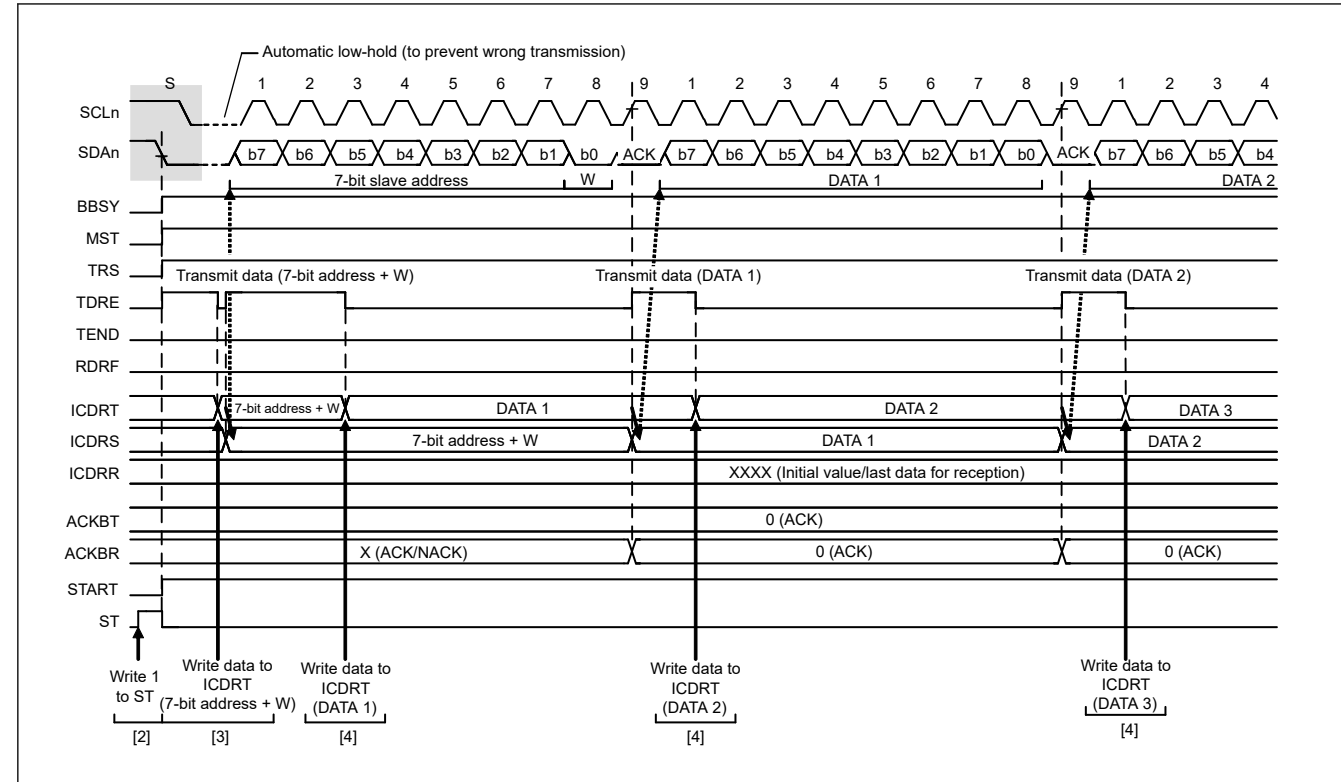 Automatic low-hold (to prevent wrong transmission)
S 1 2 3 4 5 6 7 8 9 1 2 3 4 5 6 7 8 9 1 2 3 4
SCLn
SDAn b7 b6 b5 b4 b3 b2 b1 b0 ACK b7 b6 b5 b4 b3 b2 b1 b0 ACK b7 b6 b5 b4
7-bit slave address W DATA 1 DATA 2
BBSY
MST
TRS
Transmit data (7-bit address + W) Transmit data (DATA 1) Transmit data (DATA 2)
TDRE
TEND
RDRF
ICDRT 7-bit address + W DATA 1 DATA 2 DATA 3
ICDRS 7-bit address + W DATA 1 DATA 2
ICDRR XXXX (Initial value/last data for reception)
ACKBT 0 (ACK)
ACKBR X (ACK/NACK) 0 (ACK) 0 (ACK)
START
ST
Write 1
to ST
[2]
Write data to
ICDRT
(7-bit address + W)
[3]
Write data to
ICDRT
(DATA 1)
[4]
Write data to
ICDRT
(DATA 2)
[4]
Write data to
ICDRT
(DATA 3)
[4]